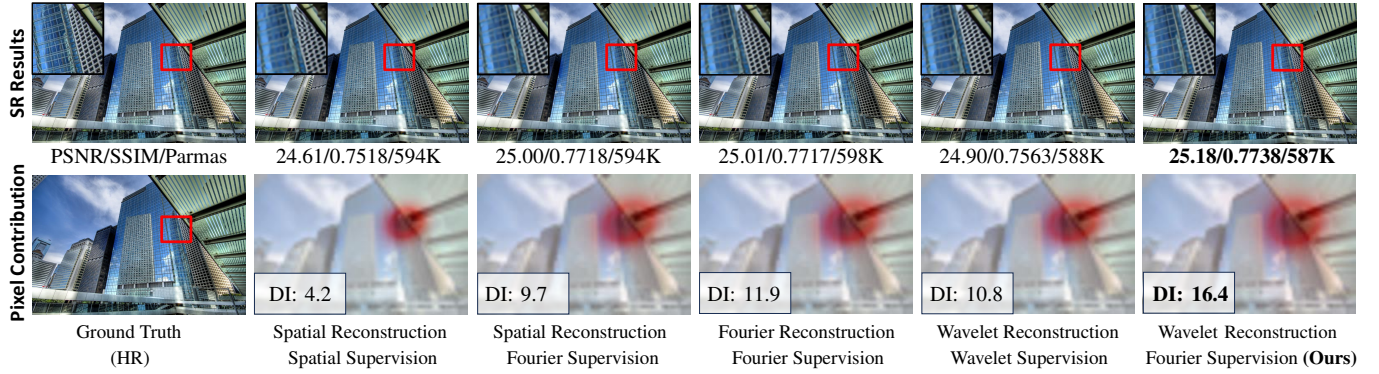 SR Results
PSNR/SSIM/Parmas
24.61/0.7518/594K
25.00/0.7718/594K
25.01/0.7717/598K
24.90/0.7563/588K
25.18/0.7738/587K
Pixel Contribution
DI: 4.2
DI: 9.7
DI: 11.9
DI: 10.8
DI: 16.4
Ground Truth
(HR)
Spatial Reconstruction
Spatial Supervision
Spatial Reconstruction
Fourier Supervision
Fourier Reconstruction
Fourier Supervision
Wavelet Reconstruction
Wavelet Supervision
Wavelet Reconstruction
Fourier Supervision (Ours)